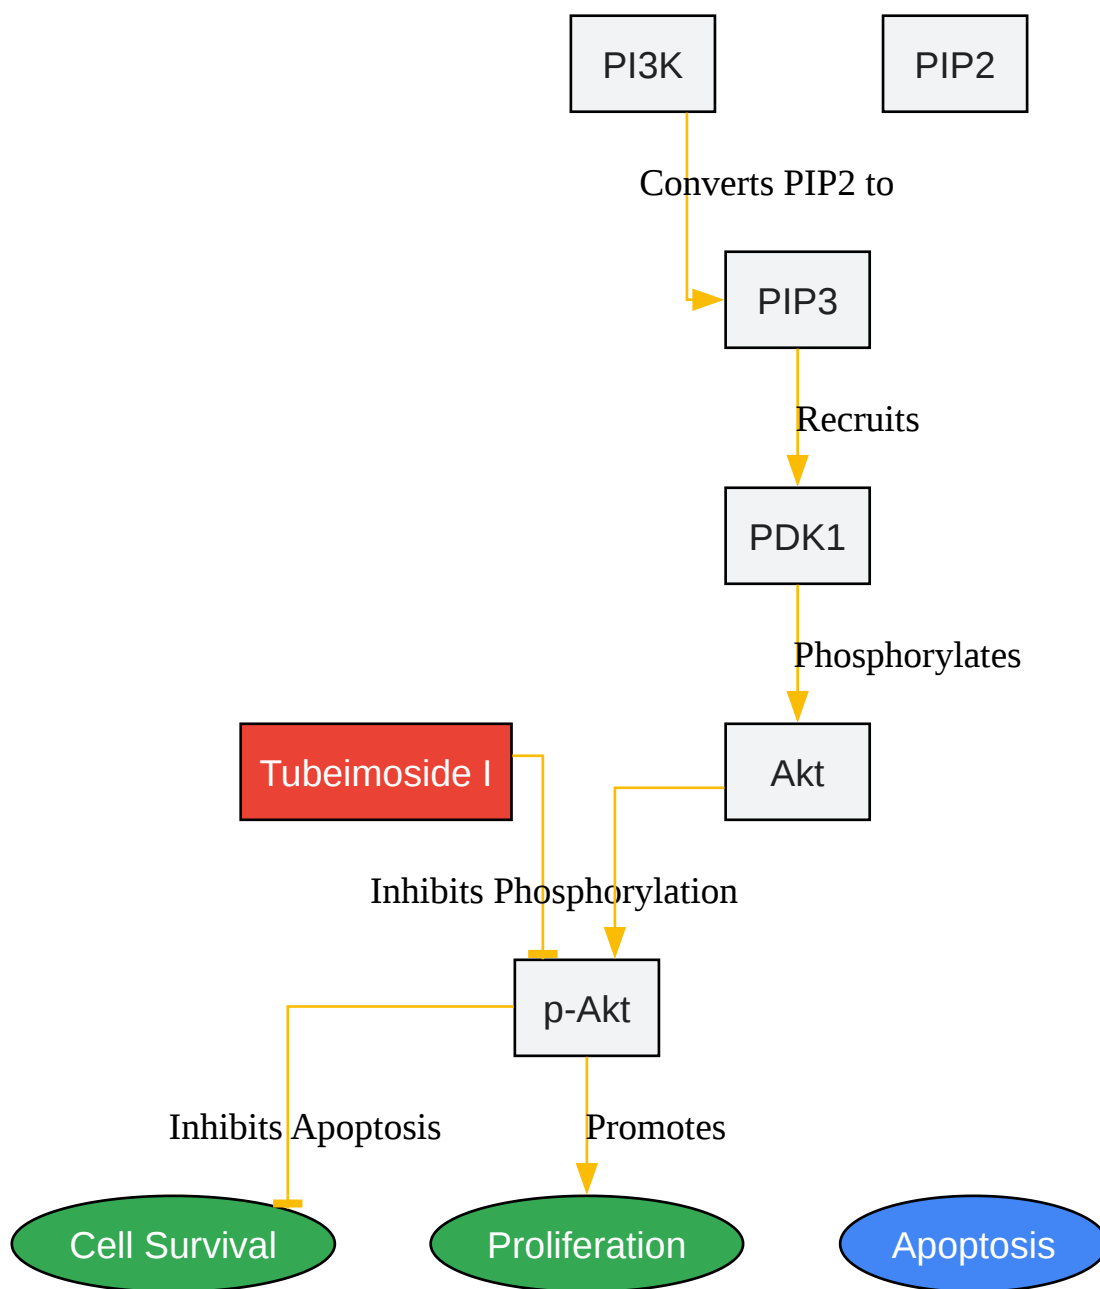 PI3K
PIP2
Converts PIP2 to
PIP3
Recruits
PDK1
Phosphorylates
Tubeimoside I
Akt
Inhibits Phosphorylation
p-Akt
Inhibits Apoptosis
Promotes
Cell Survival
Proliferation
Apoptosis